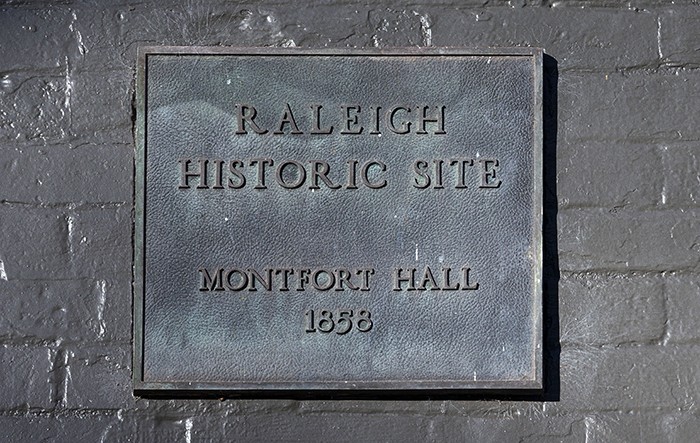 RALEIGH
HISTORIC SITE
MONTFORT HALL
1858